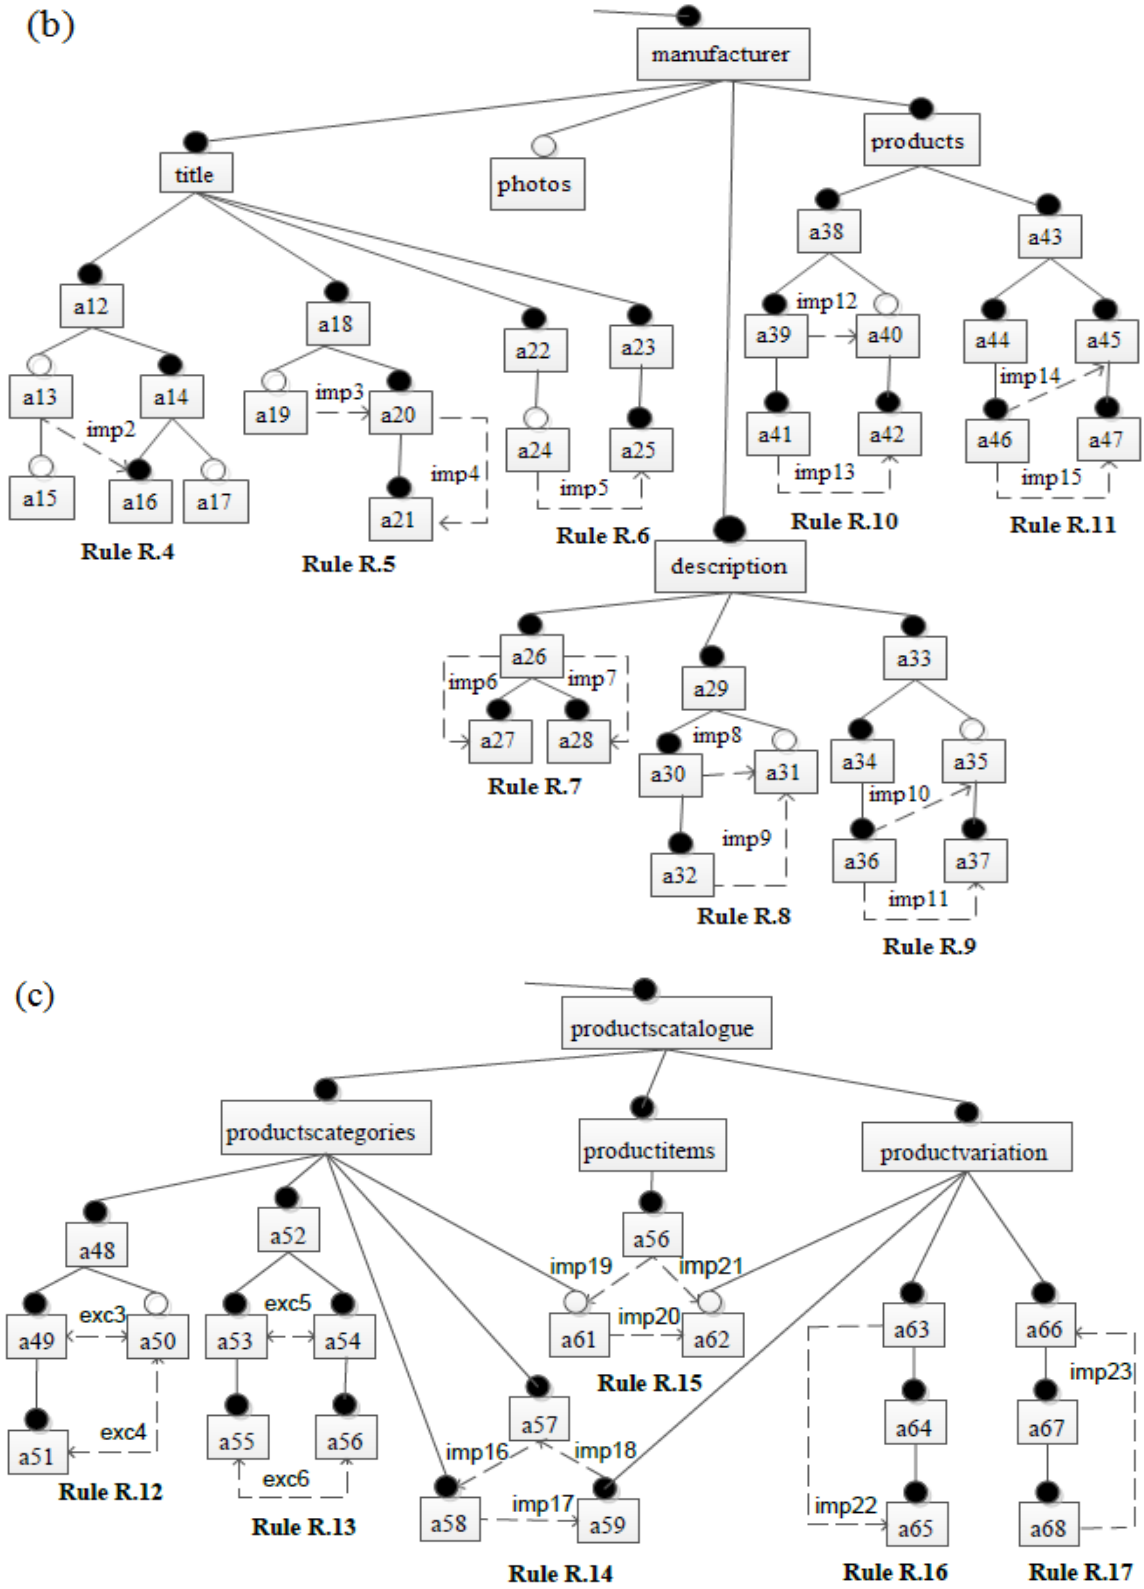 (b)
manufacturer
title
photos
products
a12
a18
a22
a23
a38
a43
a13
a14
a19
imp3
a20
a24
a25
a39
imp12
a40
a44
a45
imp2
imp14
a15
a16
a17
imp4
a21
imp5
a41
a42
imp13
a46
a47
imp15
Rule R.4
Rule R.5
Rule R.6
Rule R.10
Rule R.11
description
a26
a29
a33
imp6
imp7
a27
a28
imp8
a30
a31
a34
a35
imp10
Rule R.7
imp9
a32
a36
a37
imp11
Rule R.8
Rule R.9
(c)
productscatalogue
productscategories
productitems
productvariation
a48
a52
a56
imp19
imp21
a49
exc3
a50
a53
exc5
a54
a61
imp20
a62
a63
a66
Rule R.15
imp23
a51
exc4
a55
a56
exc6
a57
imp16
imp18
a64
a67
Rule R.12
Rule R.13
a58
imp17
a59
imp22
a65
a68
Rule R.14
Rule R.16
Rule R.17